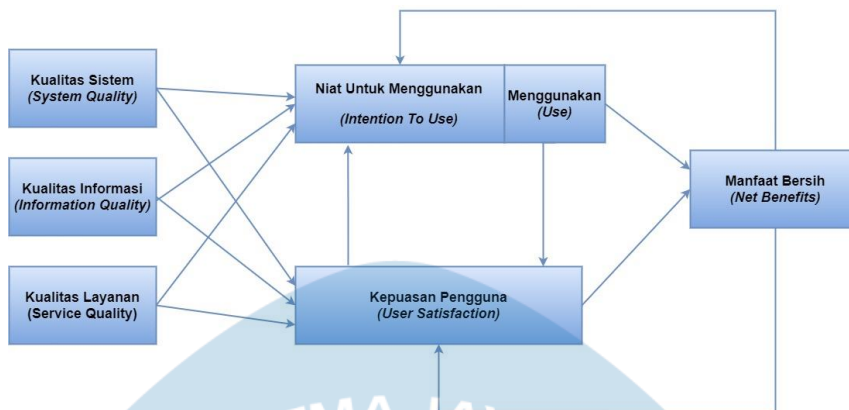 Kualitas Sistem
(System Quality)
Kualitas Informasi
(Information Quality)
Kualitas Layanan
(Service Quality)
Niat Untuk Menggunakan
(Intention To Use)
Menggunakan
(Use)
Kepuasan Pengguna
(User Satisfaction)
Manfaat Bersih
(Net Benefits)